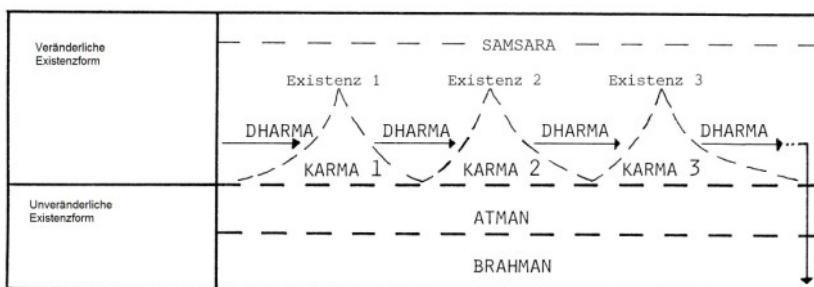 Veränderliche
Existenzform
SAMSARA
Existenz 1 Existenz 2 Existenz 3
DHARMA DHARMA DHARMA DHARMA
KARMA 1 KARMA 2 KARMA 3
Unveränderliche
Existenzform
ATMAN
BRAHMAN